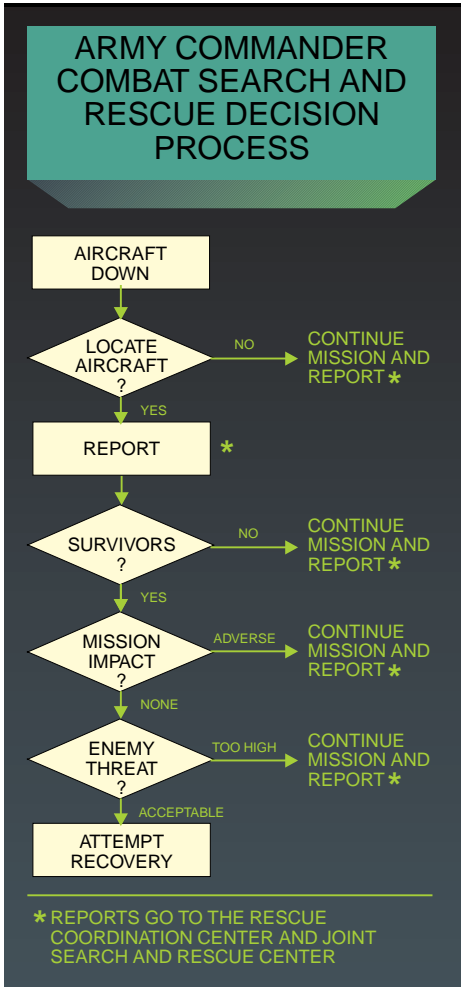 ARMY COMMANDER
COMBAT SEARCH AND
RESCUE DECISION
PROCESS
AIRCRAFT
DOWN
LOCATE
AIRCRAFT
?
NO
CONTINUE
MISSION AND
REPORT *
YES
REPORT
*
SURVIVORS
?
NO
CONTINUE
MISSION AND
REPORT *
YES
MISSION
IMPACT
?
ADVERSE
CONTINUE
MISSION AND
REPORT *
NONE
ENEMY
THREAT
?
TOO HIGH
CONTINUE
MISSION AND
REPORT *
ACCEPTABLE
ATTEMPT
RECOVERY
* REPORTS GO TO THE RESCUE
COORDINATION CENTER AND JOINT
SEARCH AND RESCUE CENTER